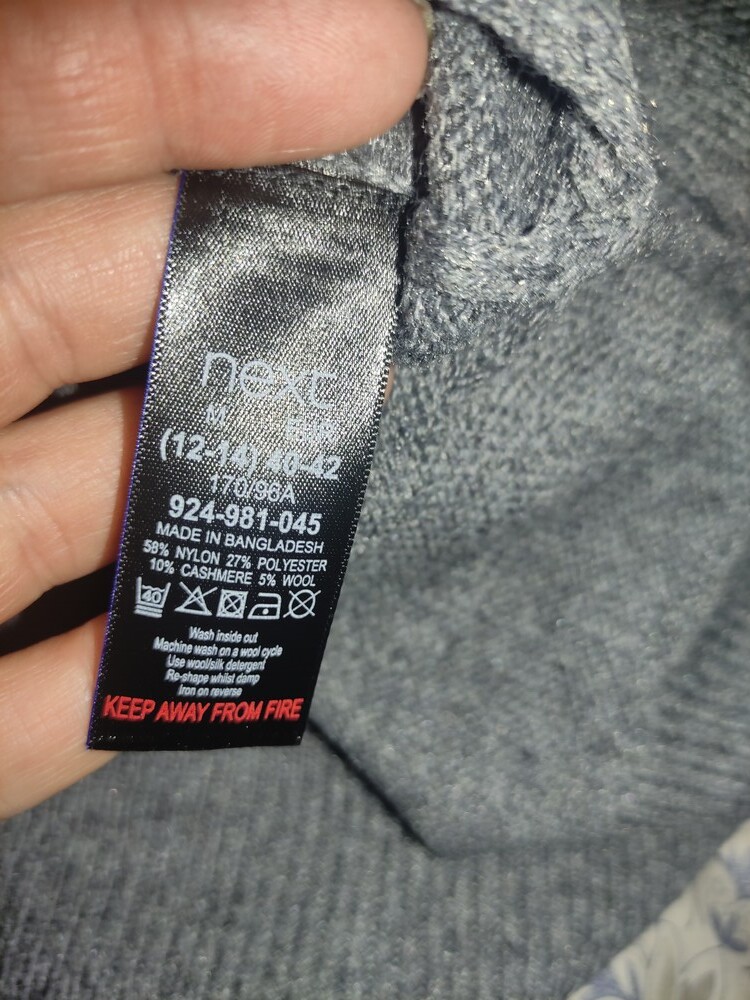 next
M EUR
(12-14) 40-42
170/96A
924-981-045
MADE IN BANGLADESH
58% NYLON 27% POLYESTER
10% CASHMERE 5% WOOL
40
Wash inside out
Machine wash on a wool cycle
Use wool/silk detergent
Re-shape whilst damp
Iron on reverse
KEEP AWAY FROM FIRE